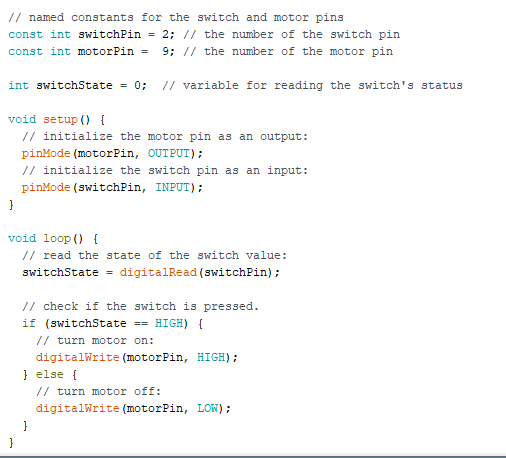 // named constants for the switch and motor pins
const int switchPin = 2; // the number of the switch pin
const int motorPin =  9; // the number of the motor pin

int switchState = 0;  // variable for reading the switch's status

void setup() {
  // initialize the motor pin as an output:
  pinMode(motorPin, OUTPUT);
  // initialize the switch pin as an input:
  pinMode(switchPin, INPUT);
}

void loop() {
  // read the state of the switch value:
  switchState = digitalRead(switchPin);

  // check if the switch is pressed.
  if (switchState == HIGH) {
    // turn motor on:
    digitalWrite(motorPin, HIGH);
  } else {
    // turn motor off:
    digitalWrite(motorPin, LOW);
  }
}